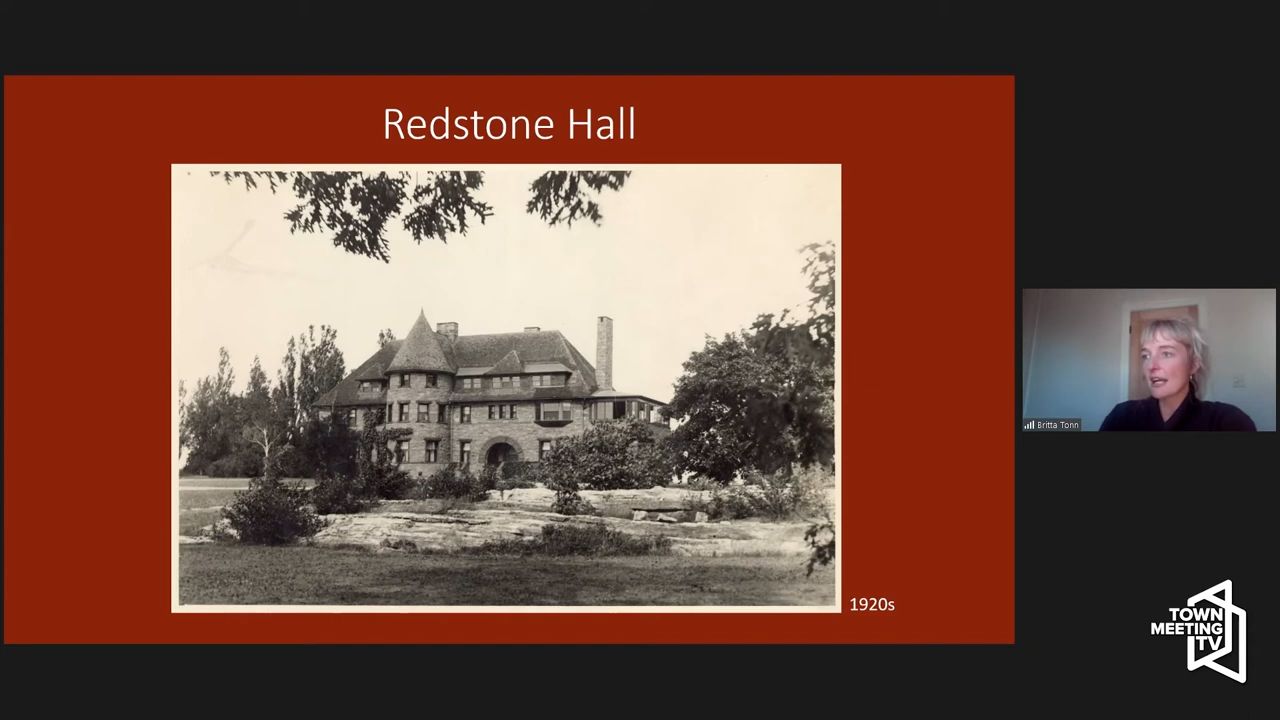 Redstone Hall
1920s
Britta Tonn
TOWN
MEETING
TV